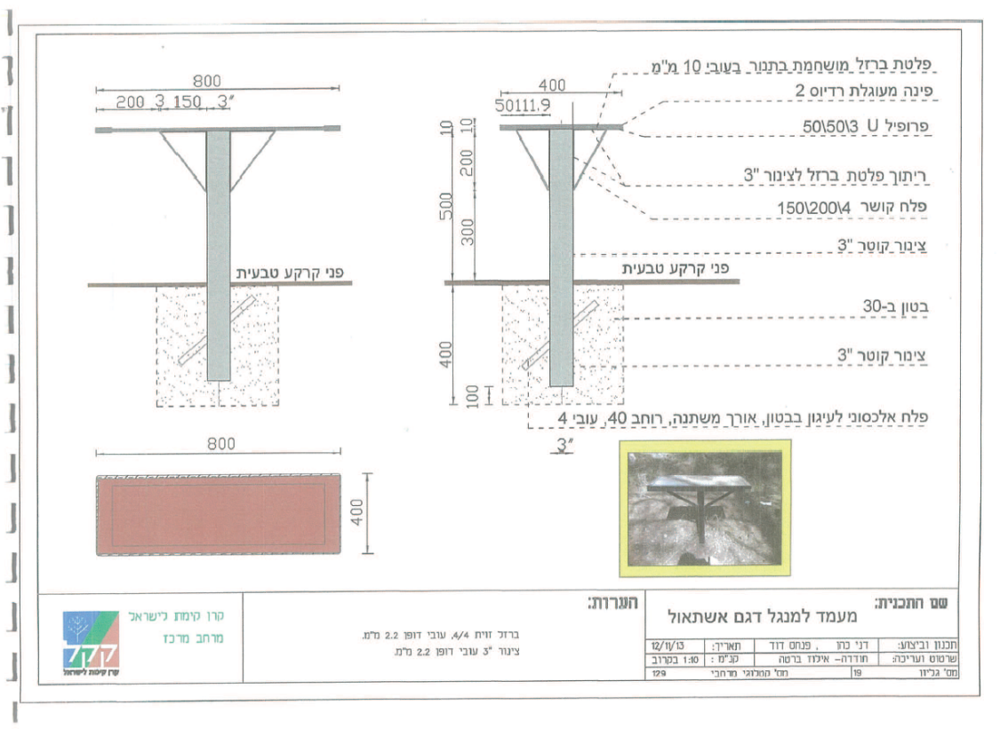 800
200 3 150 3"
פני קרקע טבעית
400
50 111.9
10
10
200
500
300
400
100
3"
פני קרקע טבעית
פלטת ברזל מושחמת בתנור בעובי 10 מ"מ
פינה מעוגלת רדיוס 2
פרופיל U 50\50\3
ריתוך פלטת ברזל לצינור "3
פלח קושר 150\200\4
צינור קוטר "3
בטון ב-30
צינור קוטר "3
פלח אלכסוני לעיגון בבטון, אורך משתנה, רוחב 40, עובי 4
800
400
שם התכנית:
מעמד למנגל דגם אשתאול
תכנון וביצוע: דני כהן , פנחס דוד תאריך: 12/11/13
שרטוט ועריכה: חודדה- אילוז ברטה קנ"מ : 1:10 בקרוב
מס' גליון 19 מס' קטלוגי מרחבי 129
הערות:
ברזל זוית 4/4, עובי דופן 2.2 מ"מ.
צינור "3 עובי דופן 2.2 מ"מ.
קרן קימת לישראל
מרחב מרכז
קקל
קרן קימת לישראל